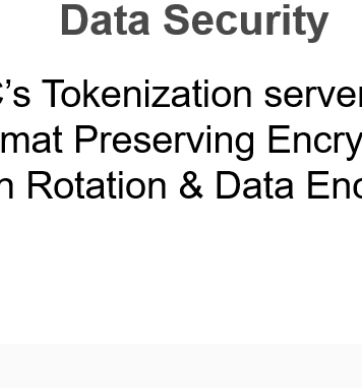 Data Security
's Tokenization server
mat Preserving Encry
n Rotation & Data Enc